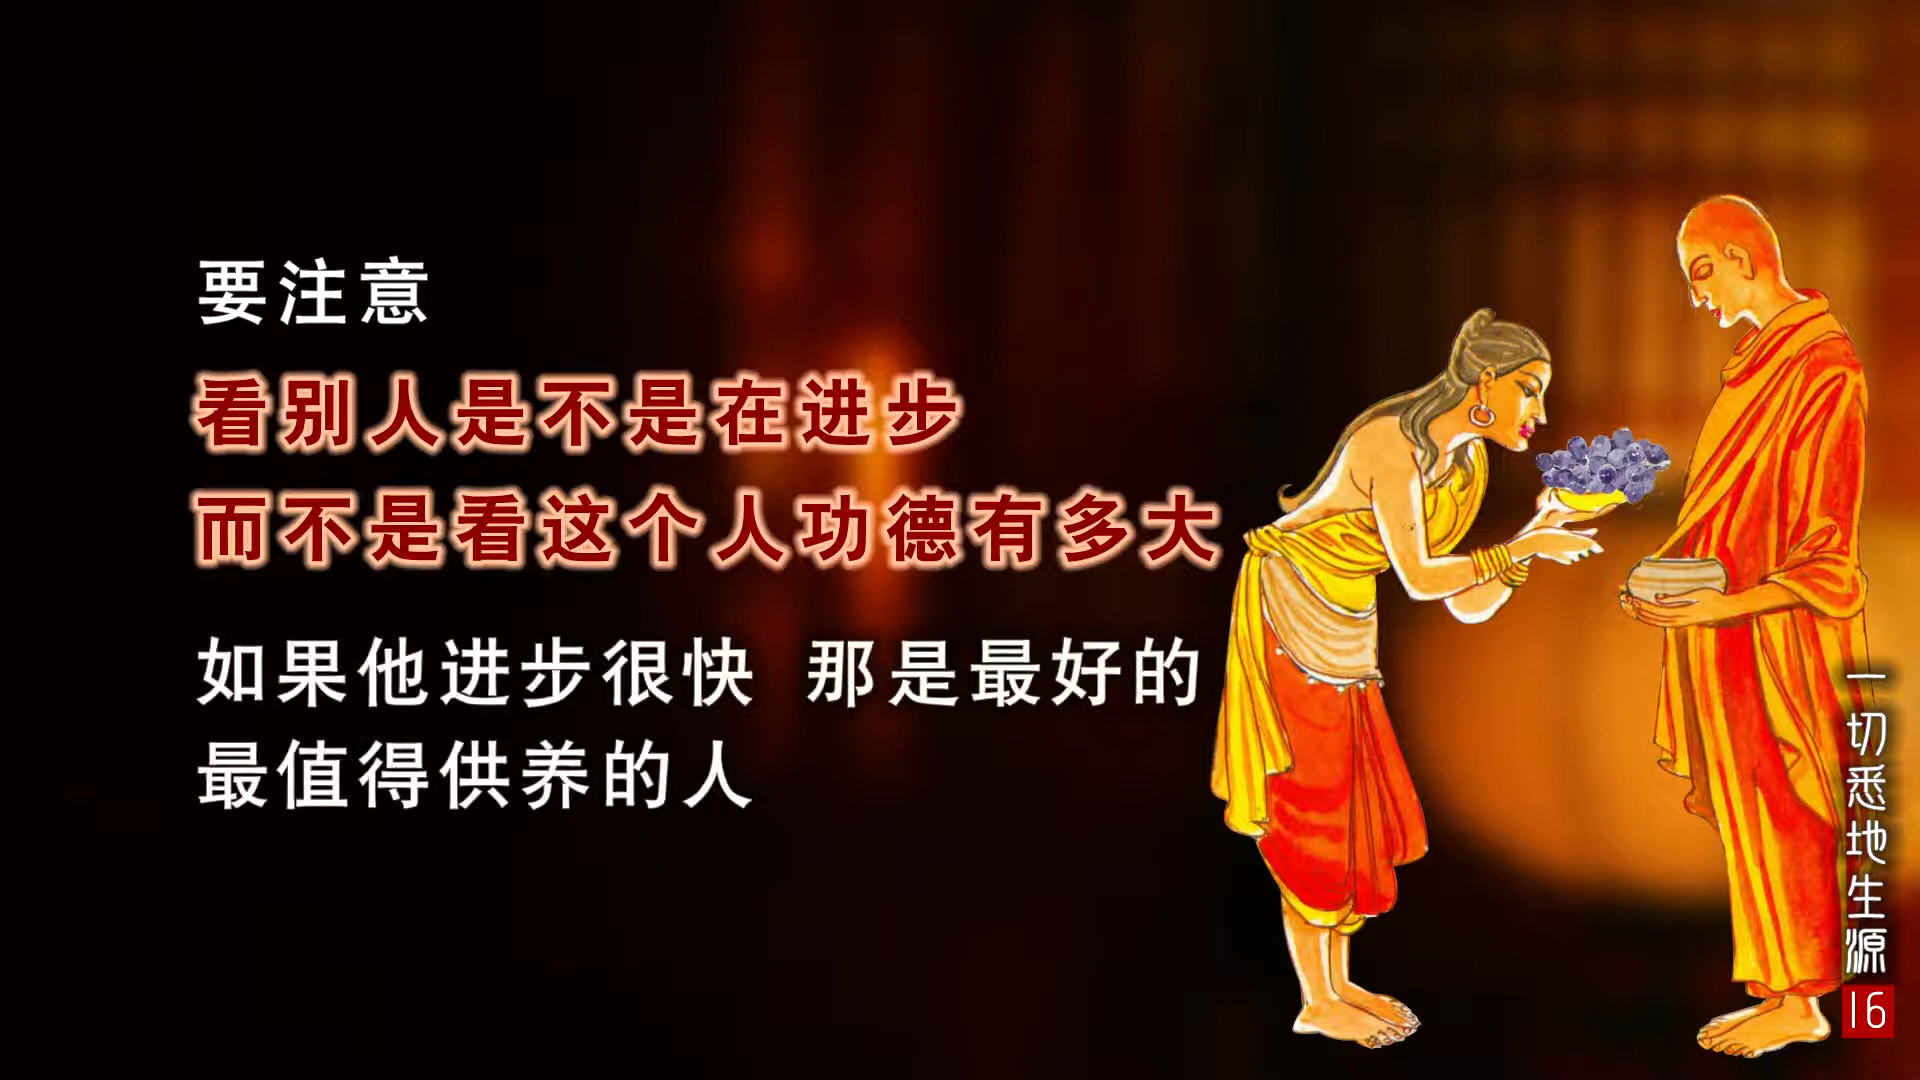 要注意
看别人是不是在进步
而不是看这个人功德有多大
如果他进步很快 那是最好的
最值得供养的人
一切悉地生源
16